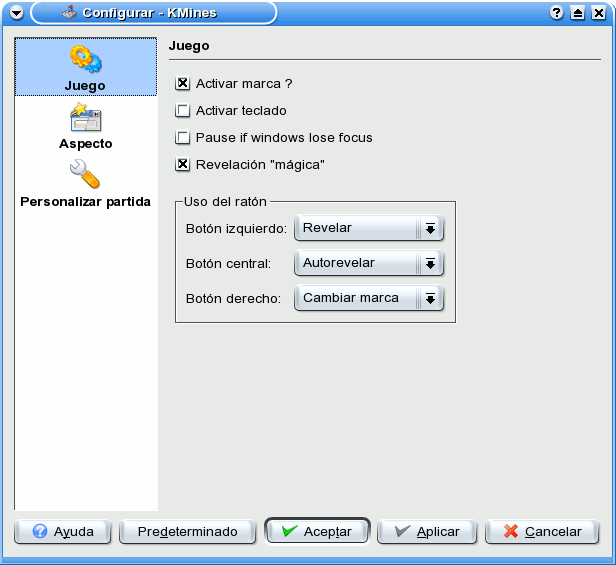 Configurar - KMines
Juego
Aspecto
Personalizar partida
Juego
Activar marca ?
Activar teclado
Pause if windows lose focus
Revelación "mágica"
Uso del ratón
Botón izquierdo: Revelar
Botón central: Autorevelar
Botón derecho: Cambiar marca
Ayuda Predeterminado Aceptar Aplicar Cancelar